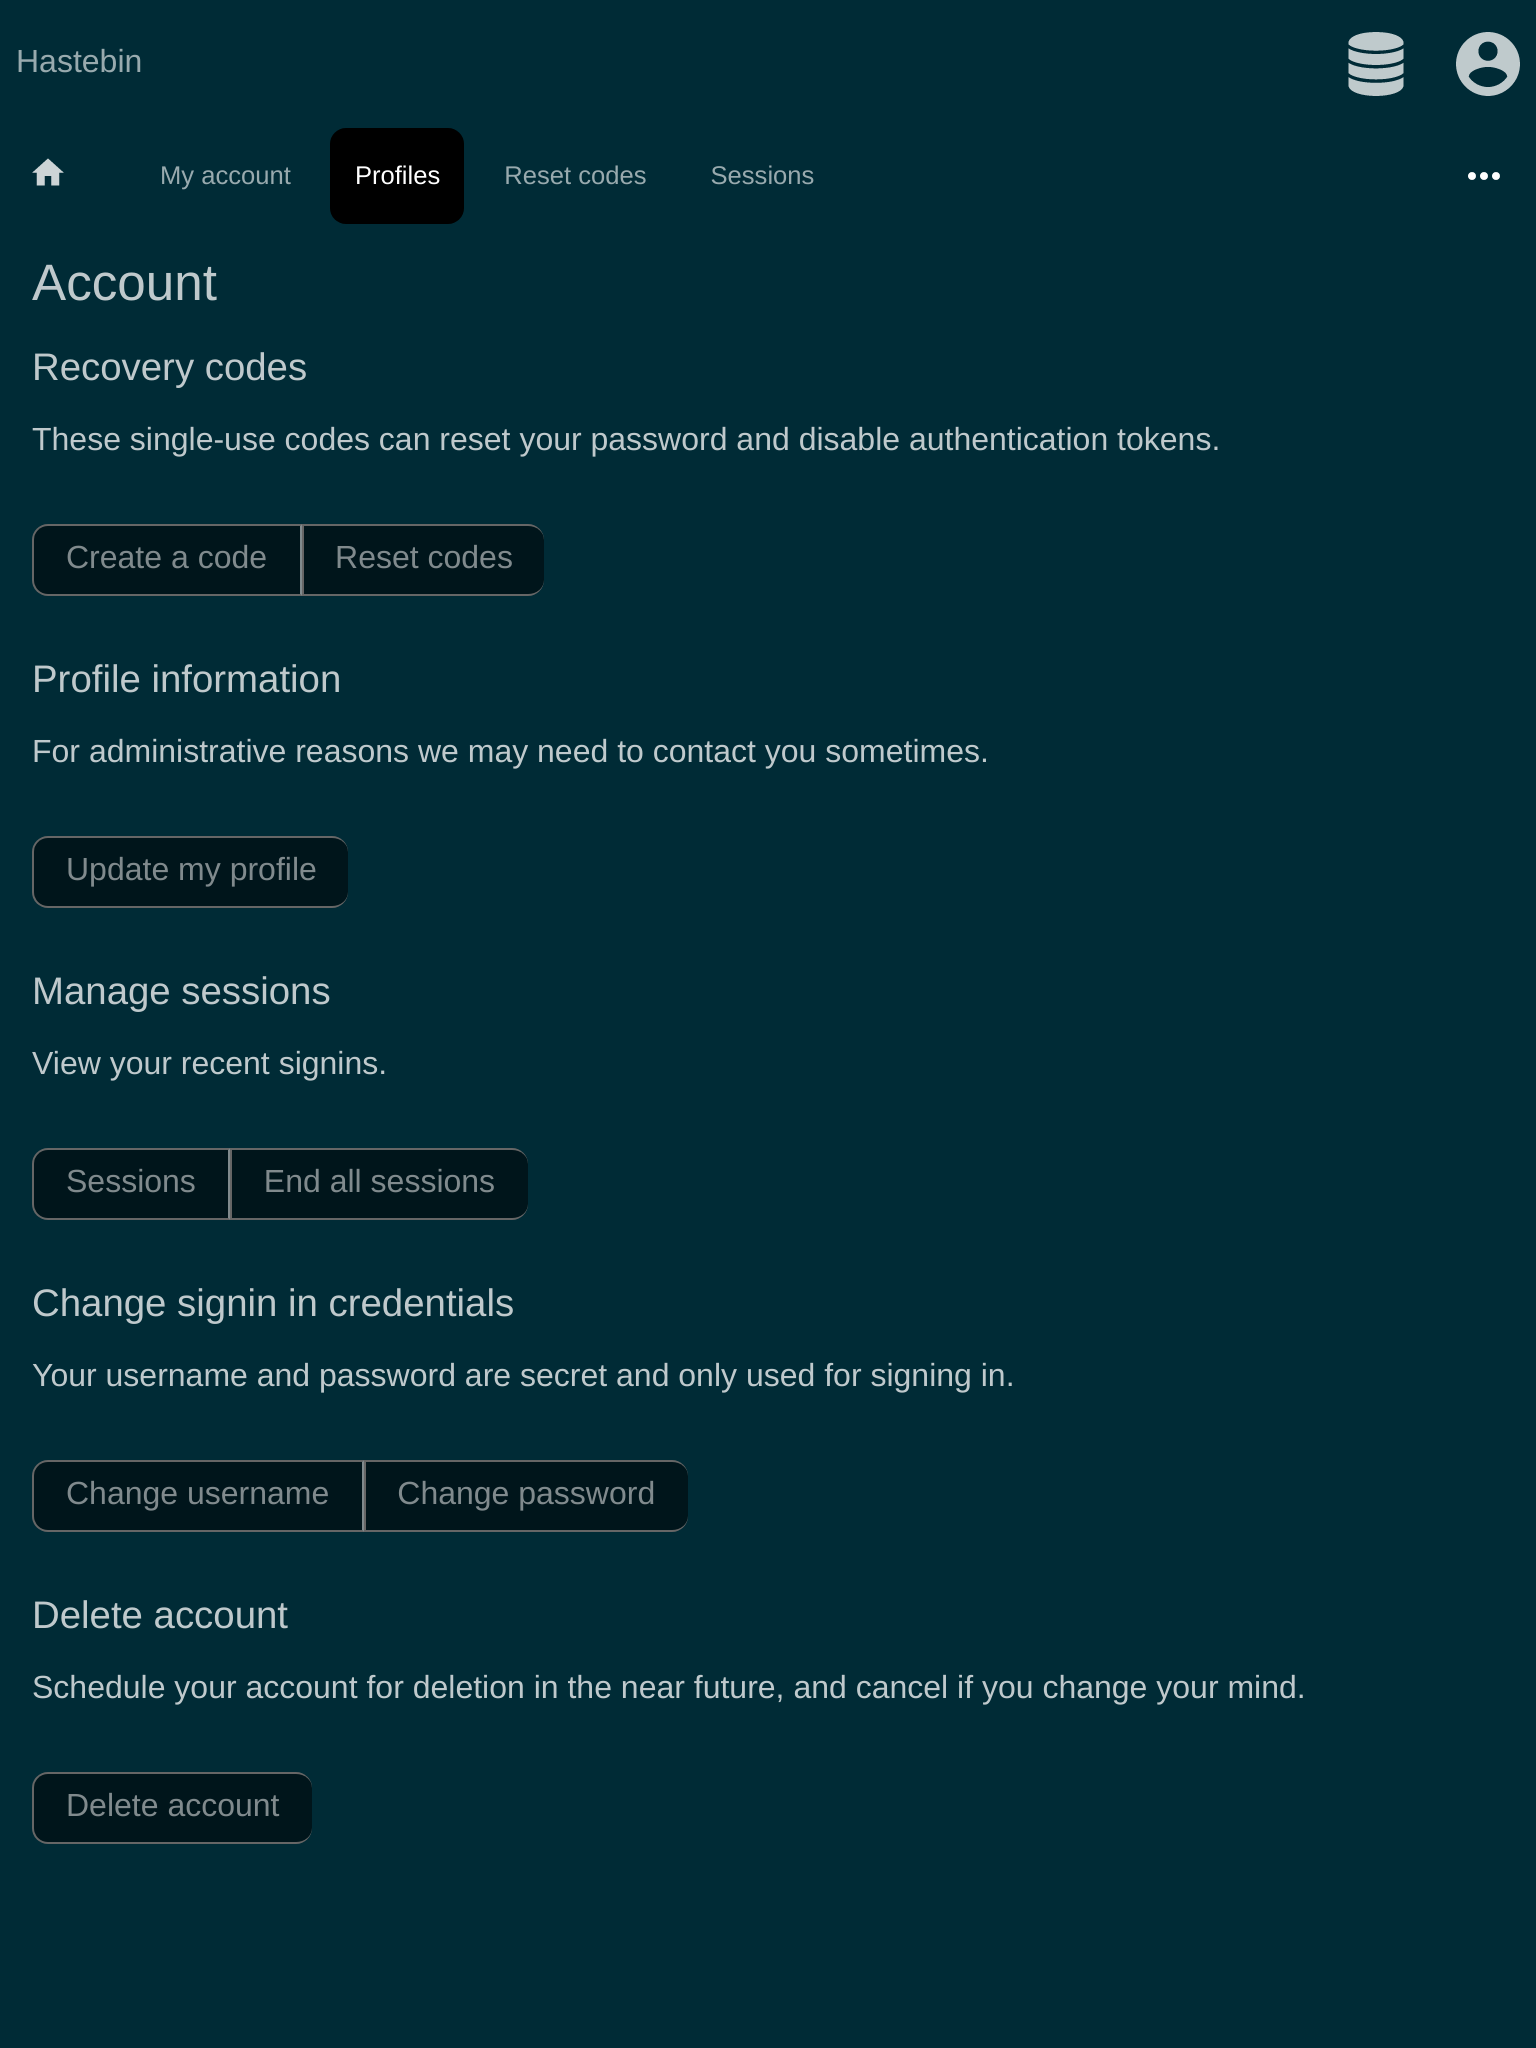 Hastebin
My account Profiles Reset codes Sessions
Account
Recovery codes
These single-use codes can reset your password and disable authentication tokens.
Create a code Reset codes
Profile information
For administrative reasons we may need to contact you sometimes.
Update my profile
Manage sessions
View your recent signins.
Sessions End all sessions
Change signin in credentials
Your username and password are secret and only used for signing in.
Change username Change password
Delete account
Schedule your account for deletion in the near future, and cancel if you change your mind.
Delete account